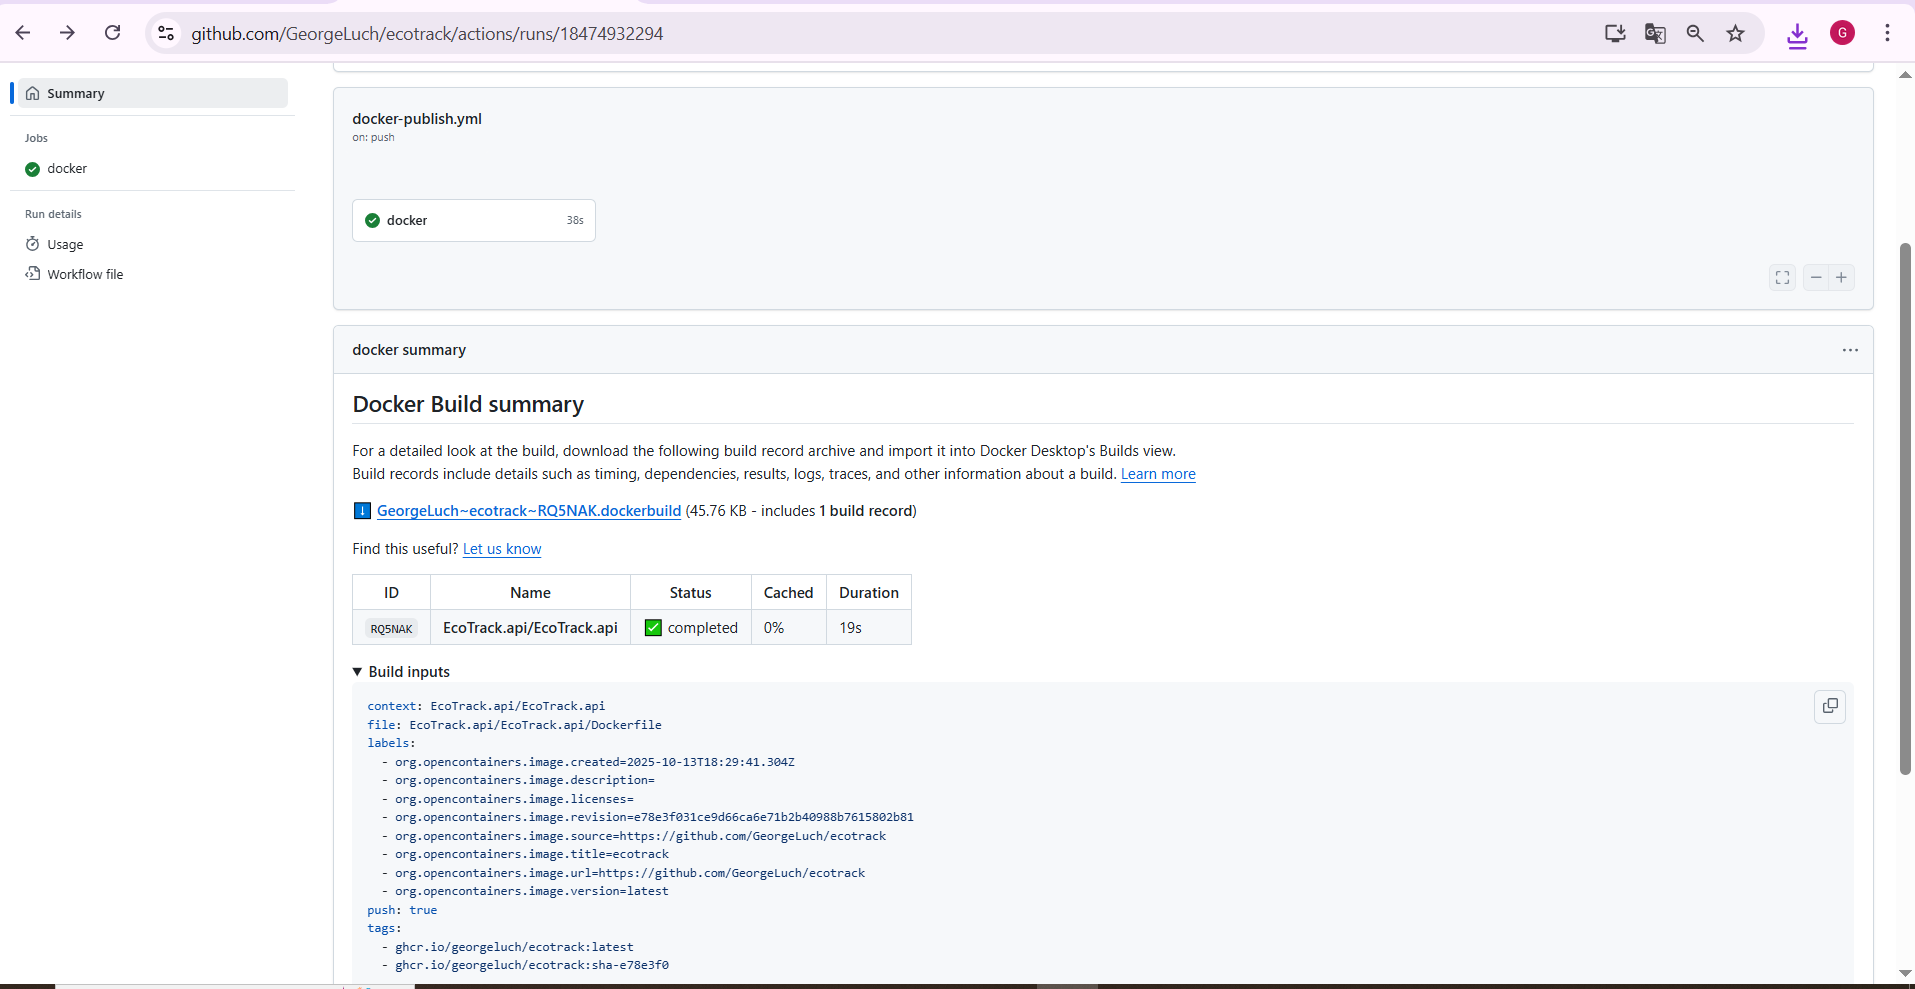 github.com/GeorgeLuch/ecotrack/actions/runs/18474932294
G
Summary
Jobs
docker
Run details
Usage
Workflow file
docker-publish.yml
on: push
docker 38s
docker summary
Docker Build summary
For a detailed look at the build, download the following build record archive and import it into Docker Desktop's Builds view.
Build records include details such as timing, dependencies, results, logs, traces, and other information about a build. Learn more
GeorgeLuch~ecotrack~RQ5NAK.dockerbuild (45.76 KB - includes 1 build record)
Find this useful? Let us know
ID Name Status Cached Duration
RQ5NAK EcoTrack.api/EcoTrack.api completed 0% 19s
Build inputs
context: EcoTrack.api/EcoTrack.api
file: EcoTrack.api/EcoTrack.api/Dockerfile
labels:
- org.opencontainers.image.created=2025-10-13T18:29:41.304Z
- org.opencontainers.image.description=
- org.opencontainers.image.licenses=
- org.opencontainers.image.revision=e78e3f031ce9d66ca6e71b2b40988b7615802b81
- org.opencontainers.image.source=https://github.com/GeorgeLuch/ecotrack
- org.opencontainers.image.title=ecotrack
- org.opencontainers.image.url=https://github.com/GeorgeLuch/ecotrack
- org.opencontainers.image.version=latest
push: true
tags:
- ghcr.io/georgeluch/ecotrack:latest
- ghcr.io/georgeluch/ecotrack:sha-e78e3f0